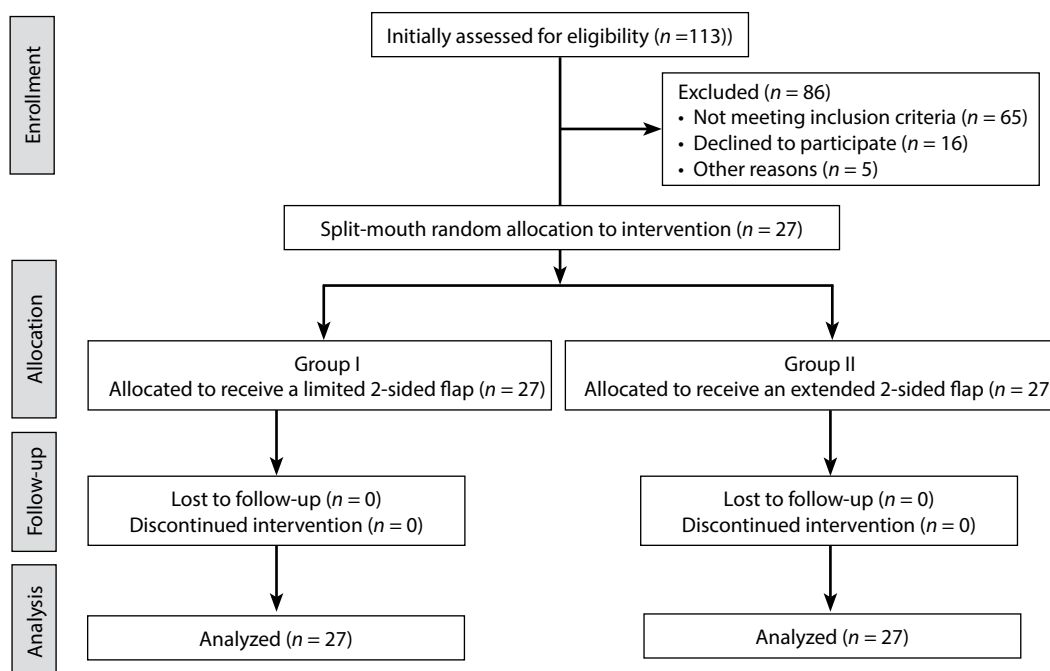 Enrollment
Initially assessed for eligibility (n =113))
Excluded (n = 86)
• Not meeting inclusion criteria (n = 65)
• Declined to participate (n = 16)
• Other reasons (n = 5)
Split-mouth random allocation to intervention (n = 27)
Allocation
Group I
Allocated to receive a limited 2-sided flap (n = 27)
Group II
Allocated to receive an extended 2-sided flap (n = 27
Follow-up
Lost to follow-up (n = 0)
Discontinued intervention (n = 0)
Lost to follow-up (n = 0)
Discontinued intervention (n = 0)
Analysis
Analyzed (n = 27)
Analyzed (n = 27)